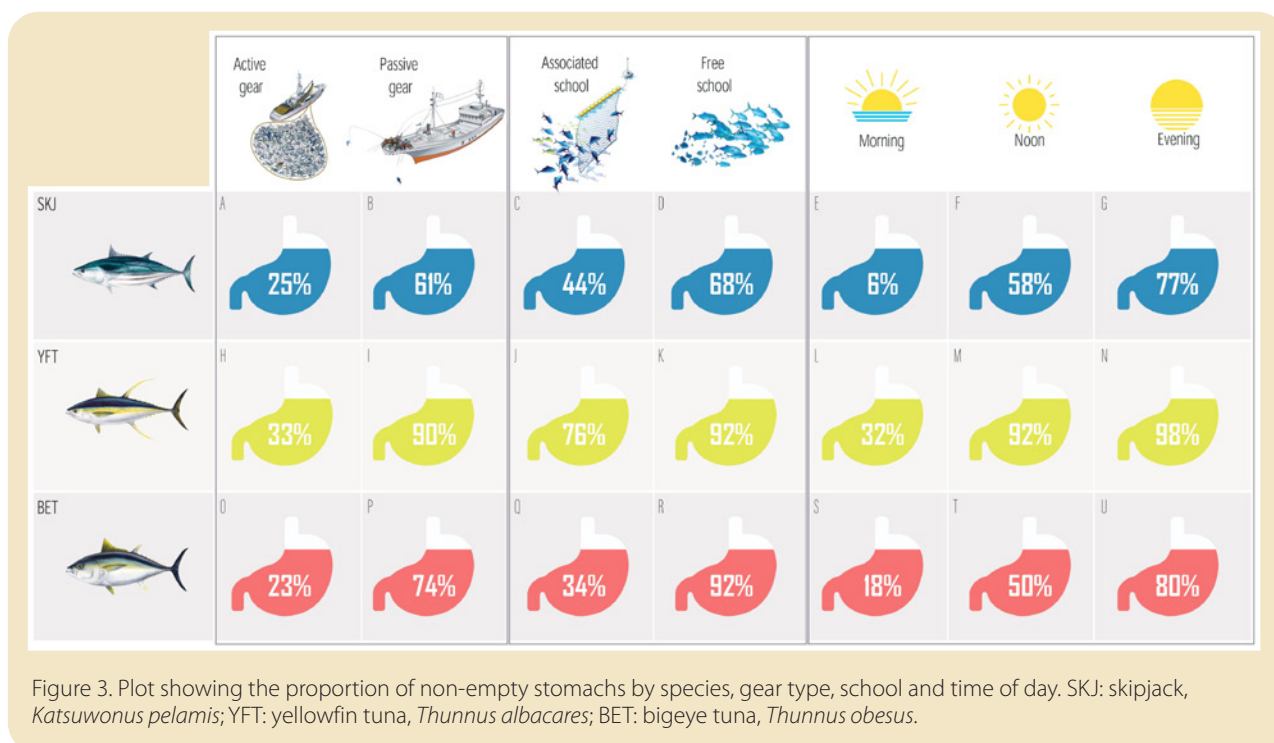 Active gear
Passive gear
Associated school
Free school
Morning
Noon
Evening
SKJ
A
B
C
D
E
F
G
25%
61%
44%
68%
6%
58%
77%
YFT
H
I
J
K
L
M
N
33%
90%
76%
92%
32%
92%
98%
BET
O
P
Q
R
S
T
U
23%
74%
34%
92%
18%
50%
80%
Figure 3. Plot showing the proportion of non-empty stomachs by species, gear type, school and time of day. SKJ: skipjack,
Katsuwonus pelamis; YFT: yellowfin tuna, Thunnus albacares; BET: bigeye tuna, Thunnus obesus.